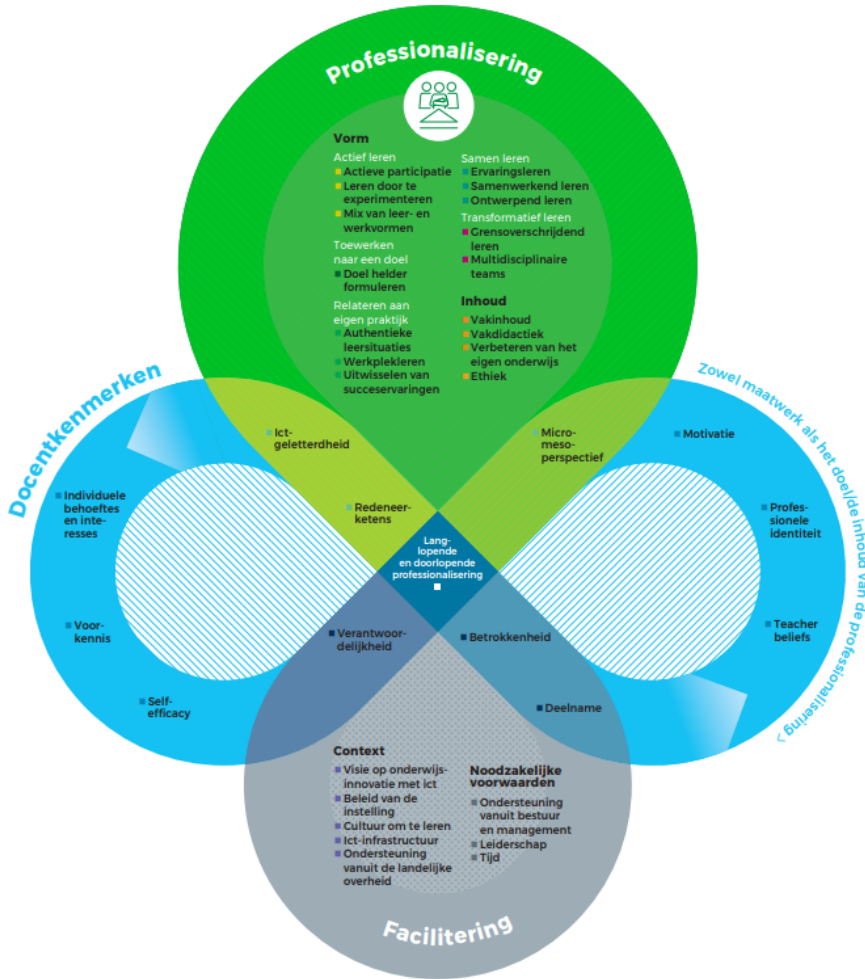 Professionalisering
Vorm
Actief leren
Actieve participatie
Leren door te
experimenteren
Mix van leer- en
werkvormen
Toewerken
naar een doel
Doel helder
formuleren
Relateren aan
eigen praktijk
Authentieke
leersituaties
Werkplekleren
Uitwisselen van
succeservaringen
Samen leren
Ervaringsleren
Samenwerkend leren
Ontwerpend leren
Transformatief leren
Grensoverschrijdend
leren
Multidisciplinaire
teams
Inhoud
Vakinhoud
Vakdidactiek
Verbeteren van het
eigen onderwijs
Ethiek
Docentkenmerken
Zowel maatwerk als het doel/de inhoud van de professionalisering >
Ict-
geletterdheid
Redeneer-
ketens
Micro-
meso-
perspectief
Motivatie
Individuele
behoeftes
en inte-
resses
Profes-
sionele
identiteit
Lang-
lopende
en doorlopende
professionalisering
Voor-
kennis
Verantwoor-
delijkheid
Betrokkenheid
Teacher
beliefs
Self-
efficacy
Deelname
Context
Visie op onderwijs-
innovatie met ict
Beleid van de
instelling
Cultuur om te leren
Ict-infrastructuur
Ondersteuning
vanuit de landelijke
overheid
Noodzakelijke
voorwaarden
Ondersteuning
vanuit bestuur
en management
Leiderschap
Tijd
Facilitering